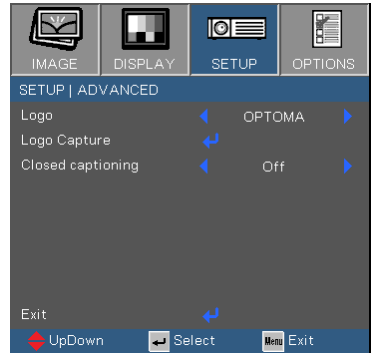 IMAGE DISPLAY SETUP OPTIONS
SETUP | ADVANCED
Logo OPTOMA
Logo Capture
Closed captioning Off
Exit
UpDown Select Menu Exit